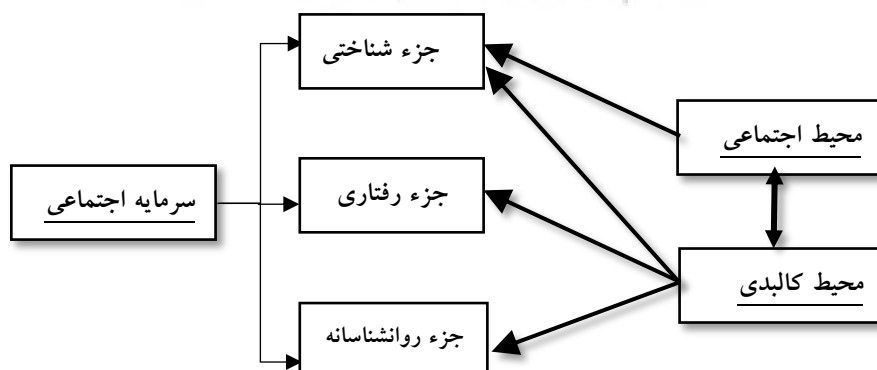 جزء شناختی
محیط اجتماعی
جزء رفتاری
سرمایه اجتماعی
محیط کالبدی
جزء روانشناسانه